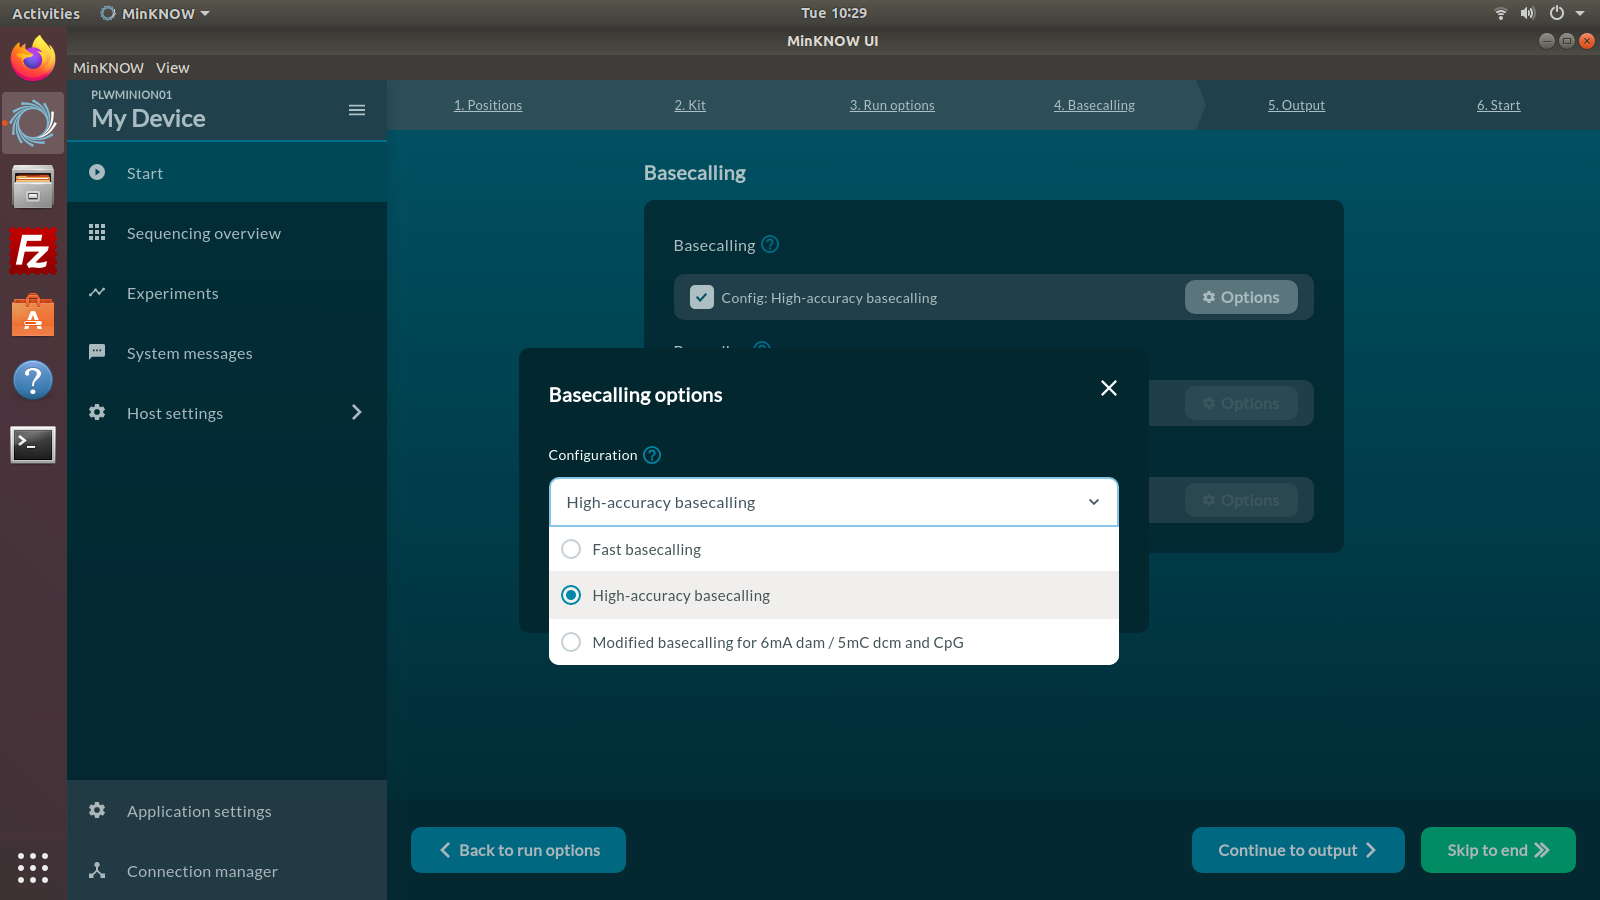 Activities
MinKNOW
Tue 10:29
MinKNOW UI
MinKNOW View
PLWMINION01
My Device
1. Positions
2. Kit
3. Run options
4. Basecalling
5. Output
6. Start
Start
Sequencing overview
Experiments
System messages
Host settings
Application settings
Connection manager
Basecalling
Basecalling ?
Config: High-accuracy basecalling
Options
Options
Options
Basecalling options
Configuration ?
High-accuracy basecalling
Fast basecalling
High-accuracy basecalling
Modified basecalling for 6mA dam / 5mC dcm and CpG
Back to run options
Continue to output
Skip to end